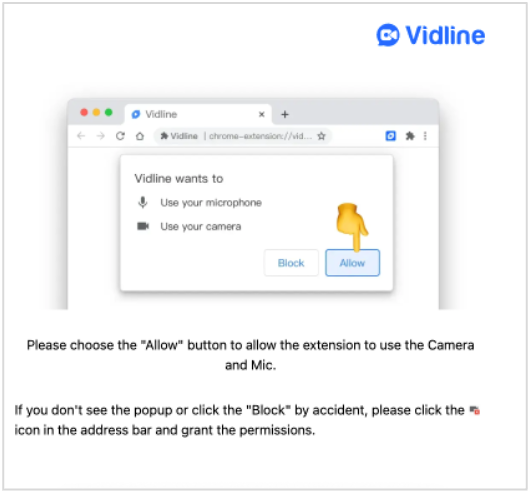 Vidline
Vidline
Vidline | chrome-extension://vid...
Vidline wants to
Use your microphone
Use your camera
Block
Allow
Please choose the "Allow" button to allow the extension to use the Camera
and Mic.
If you don't see the popup or click the "Block" by accident, please click the
icon in the address bar and grant the permissions.